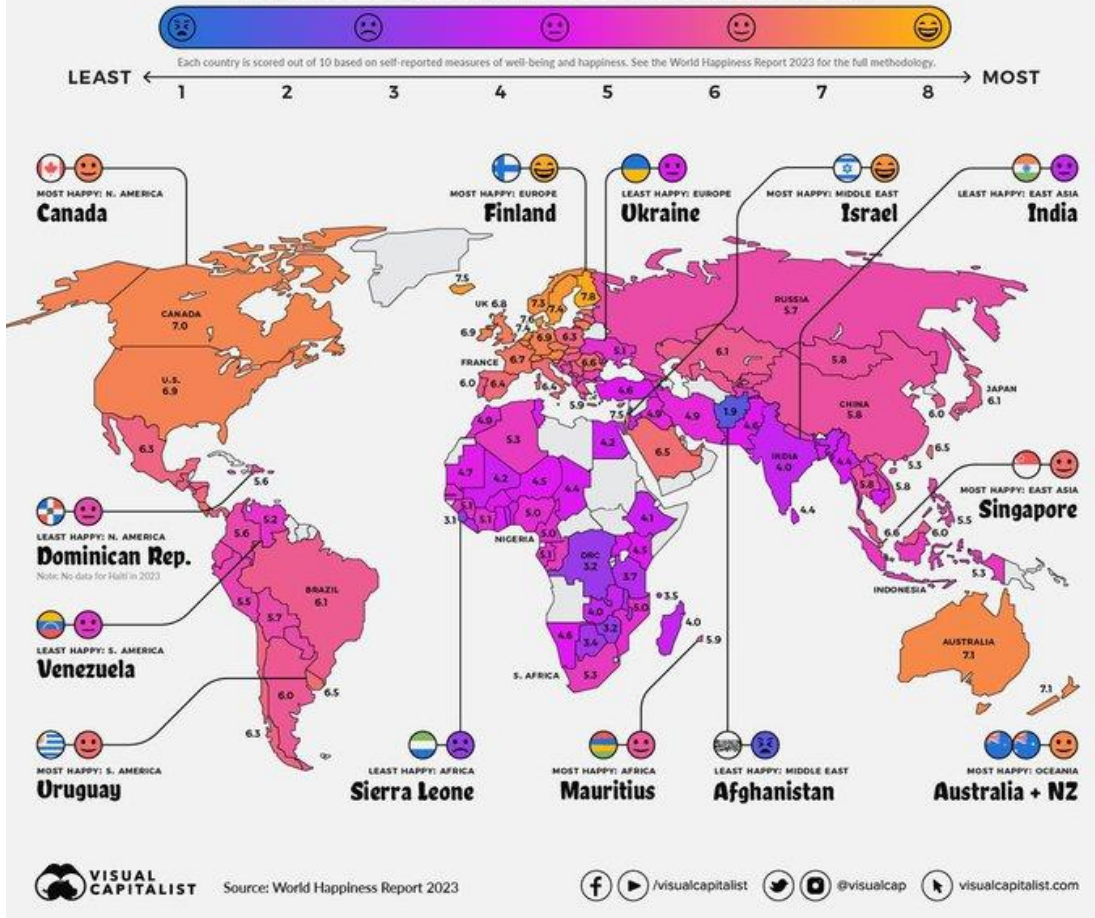 Each country is scored out of 10 based on self-reported measures of well-being and happiness. See the World Happiness Report 2023 for the full methodology.
LEAST MOST
1 2 3 4 5 6 7 8
MOST HAPPY: N. AMERICA
Canada
MOST HAPPY: EUROPE
Finland
LEAST HAPPY: EUROPE
Ukraine
MOST HAPPY: MIDDLE EAST
Israel
LEAST HAPPY: EAST ASIA
India
CANADA
7.0
U.S.
6.9
6.3
5.6
7.5
UK 6.8
6.9
7.3
7.4
7.8
7.4
6.9
6.3
FRANCE
6.7
6.6
5.1
6.0
6.4
6.4
5.9
4.6
7.5
RUSSIA
5.7
6.1
5.8
CHINA
5.8
JAPAN
6.1
6.0
4.9
5.3
4.2
4.9
4.9
1.9
4.6
6.5
INDIA
4.0
4.4
6.5
5.3
5.8
5.8
4.4
5.5
6.6
6.0
5.3
INDONESIA
MOST HAPPY: EAST ASIA
Singapore
4.7
4.2
4.5
4.4
5.1
3.1
5.1
5.0
NIGERIA
5.0
5.1
4.1
4.5
DRC
3.2
3.7
3.5
4.0
5.0
4.0
5.9
3.2
4.6
3.4
S. AFRICA
5.3
LEAST HAPPY: N. AMERICA
Dominican Rep.
Note: No data for Haiti in 2023
5.2
5.6
BRAZIL
6.1
5.5
5.7
6.0
6.5
6.3
LEAST HAPPY: S. AMERICA
Venezuela
AUSTRALIA
7.1
7.1
MOST HAPPY: S. AMERICA
Uruguay
LEAST HAPPY: AFRICA
Sierra Leone
MOST HAPPY: AFRICA
Mauritius
LEAST HAPPY: MIDDLE EAST
Afghanistan
MOST HAPPY: OCEANIA
Australia + NZ
VISUAL
CAPITALIST
Source: World Happiness Report 2023
/visualcapitalist
@visualcap
visualcapitalist.com